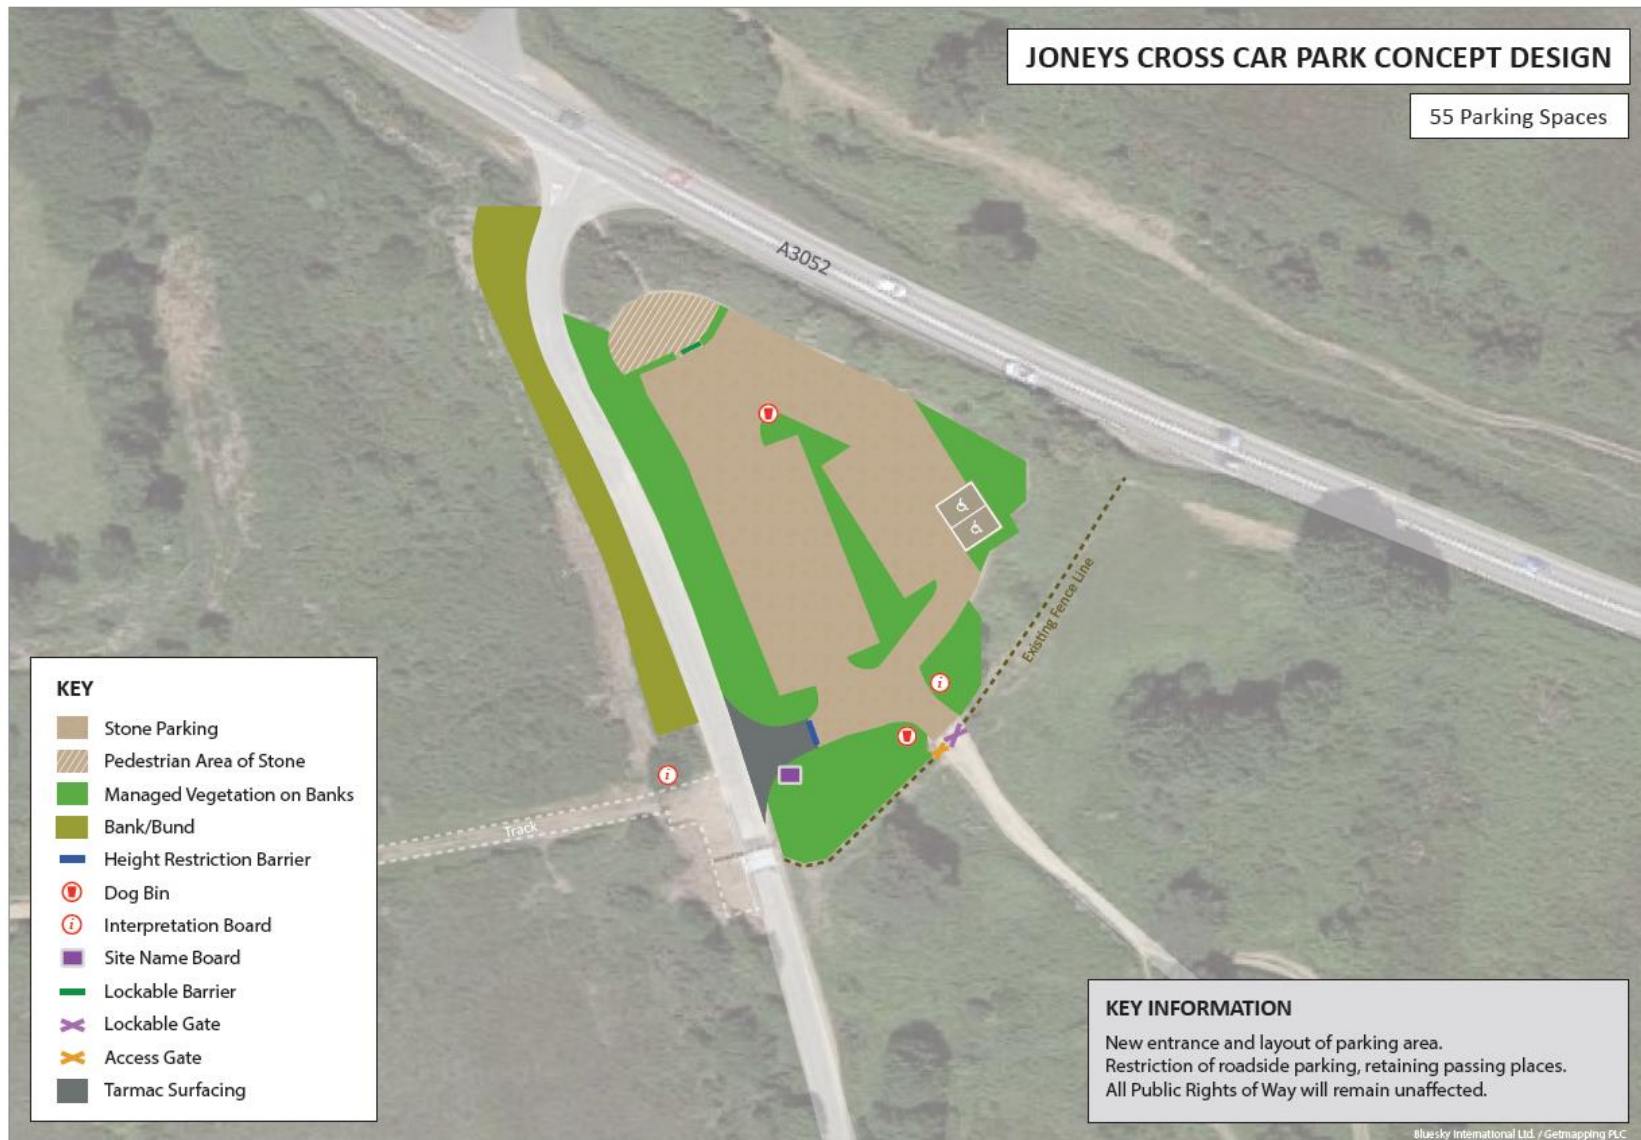 JONEYS CROSS CAR PARK CONCEPT DESIGN
55 Parking Spaces
A3052
Existing Fence Line
Track
KEY
Stone Parking
Pedestrian Area of Stone
Managed Vegetation on Banks
Bank/Bund
Height Restriction Barrier
Dog Bin
i Interpretation Board
Site Name Board
Lockable Barrier
Lockable Gate
Access Gate
Tarmac Surfacing
i
i
KEY INFORMATION
New entrance and layout of parking area.
Restriction of roadside parking, retaining passing places.
All Public Rights of Way will remain unaffected.
Bluesky International Ltd. / Getmapping PLC